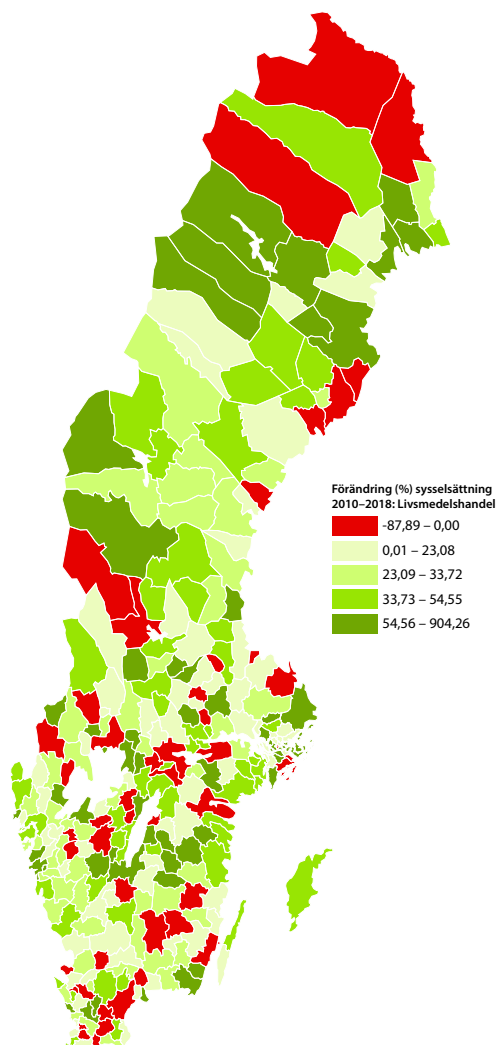 Förändring (%) sysselsättning
2010–2018: Livsmedelshandel
-87,89 – 0,00
0,01 – 23,08
23,09 – 33,72
33,73 – 54,55
54,56 – 904,26